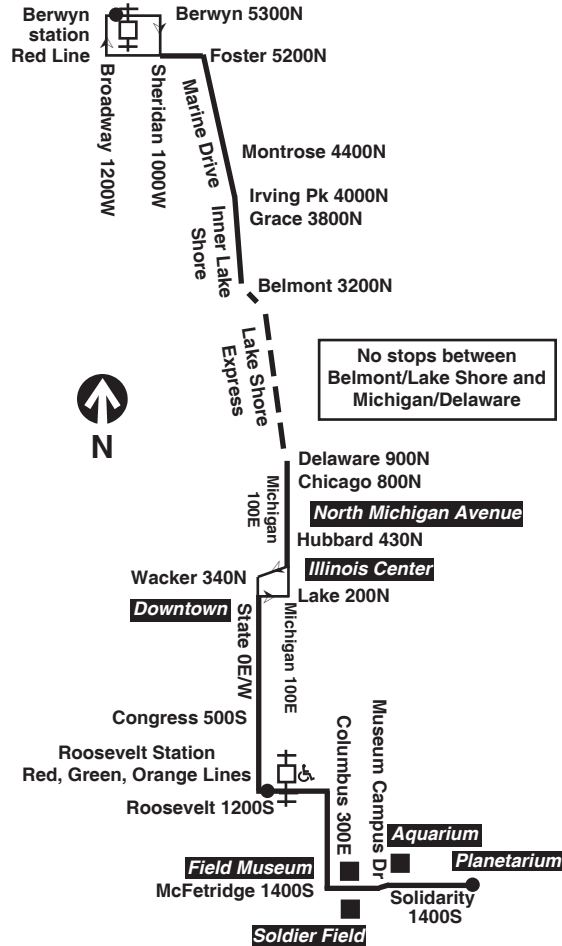 Berwyn
station
Red Line
Berwyn 5300N
Foster 5200N
Broadway 1200W
Sheridan 1000W
Marine Drive
Montrose 4400N
Irving Pk 4000N
Grace 3800N
Inner Lake
Shore
Belmont 3200N
Lake Shore
Express
No stops between
Belmont/Lake Shore and
Michigan/Delaware
N
Delaware 900N
Chicago 800N
Michigan
100E
North Michigan Avenue
Hubbard 430N
Illinois Center
Wacker 340N
Lake 200N
Downtown
State 0E/W
Michigan 100E
Congress 500S
Roosevelt Station
Red, Green, Orange Lines
Roosevelt 1200S
Columbus 300E
Museum Campus Dr
Aquarium
Planetarium
Field Museum
McFetridge 1400S
Solidarity
1400S
Soldier Field